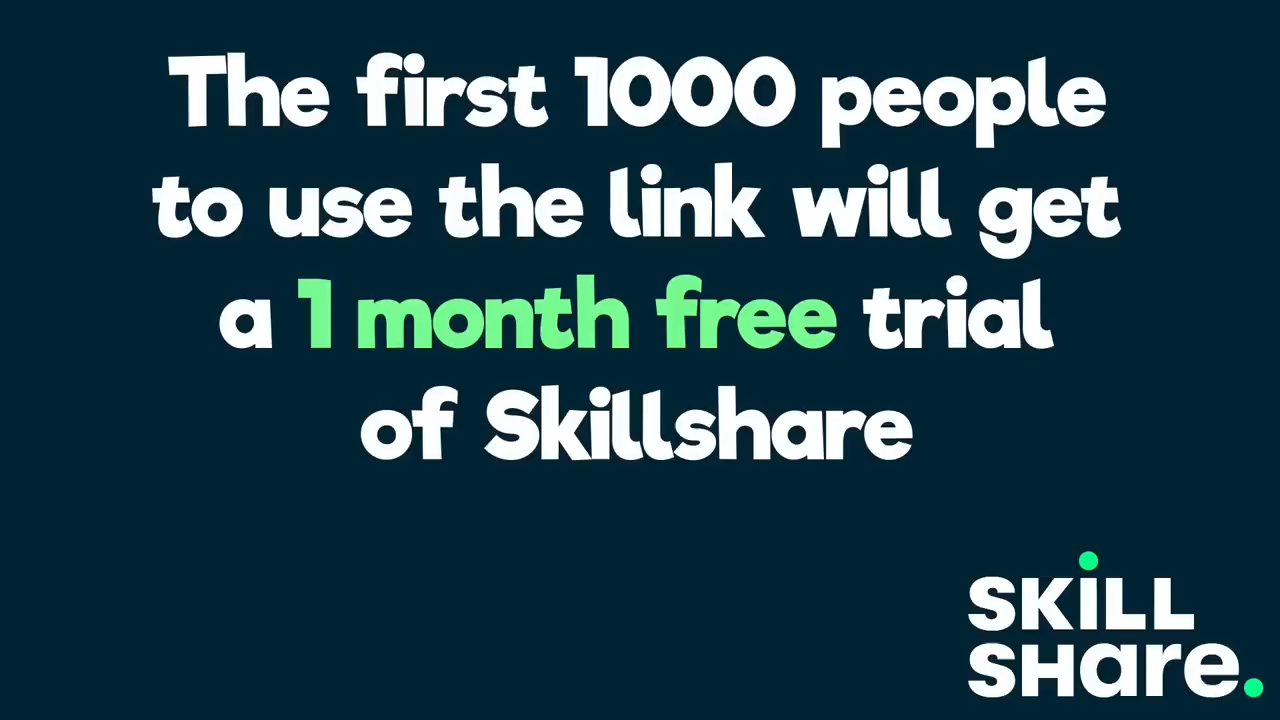 The first 1000 people
to use the link will get
a 1 month free trial
of Skillshare
SKiLL
SHare.